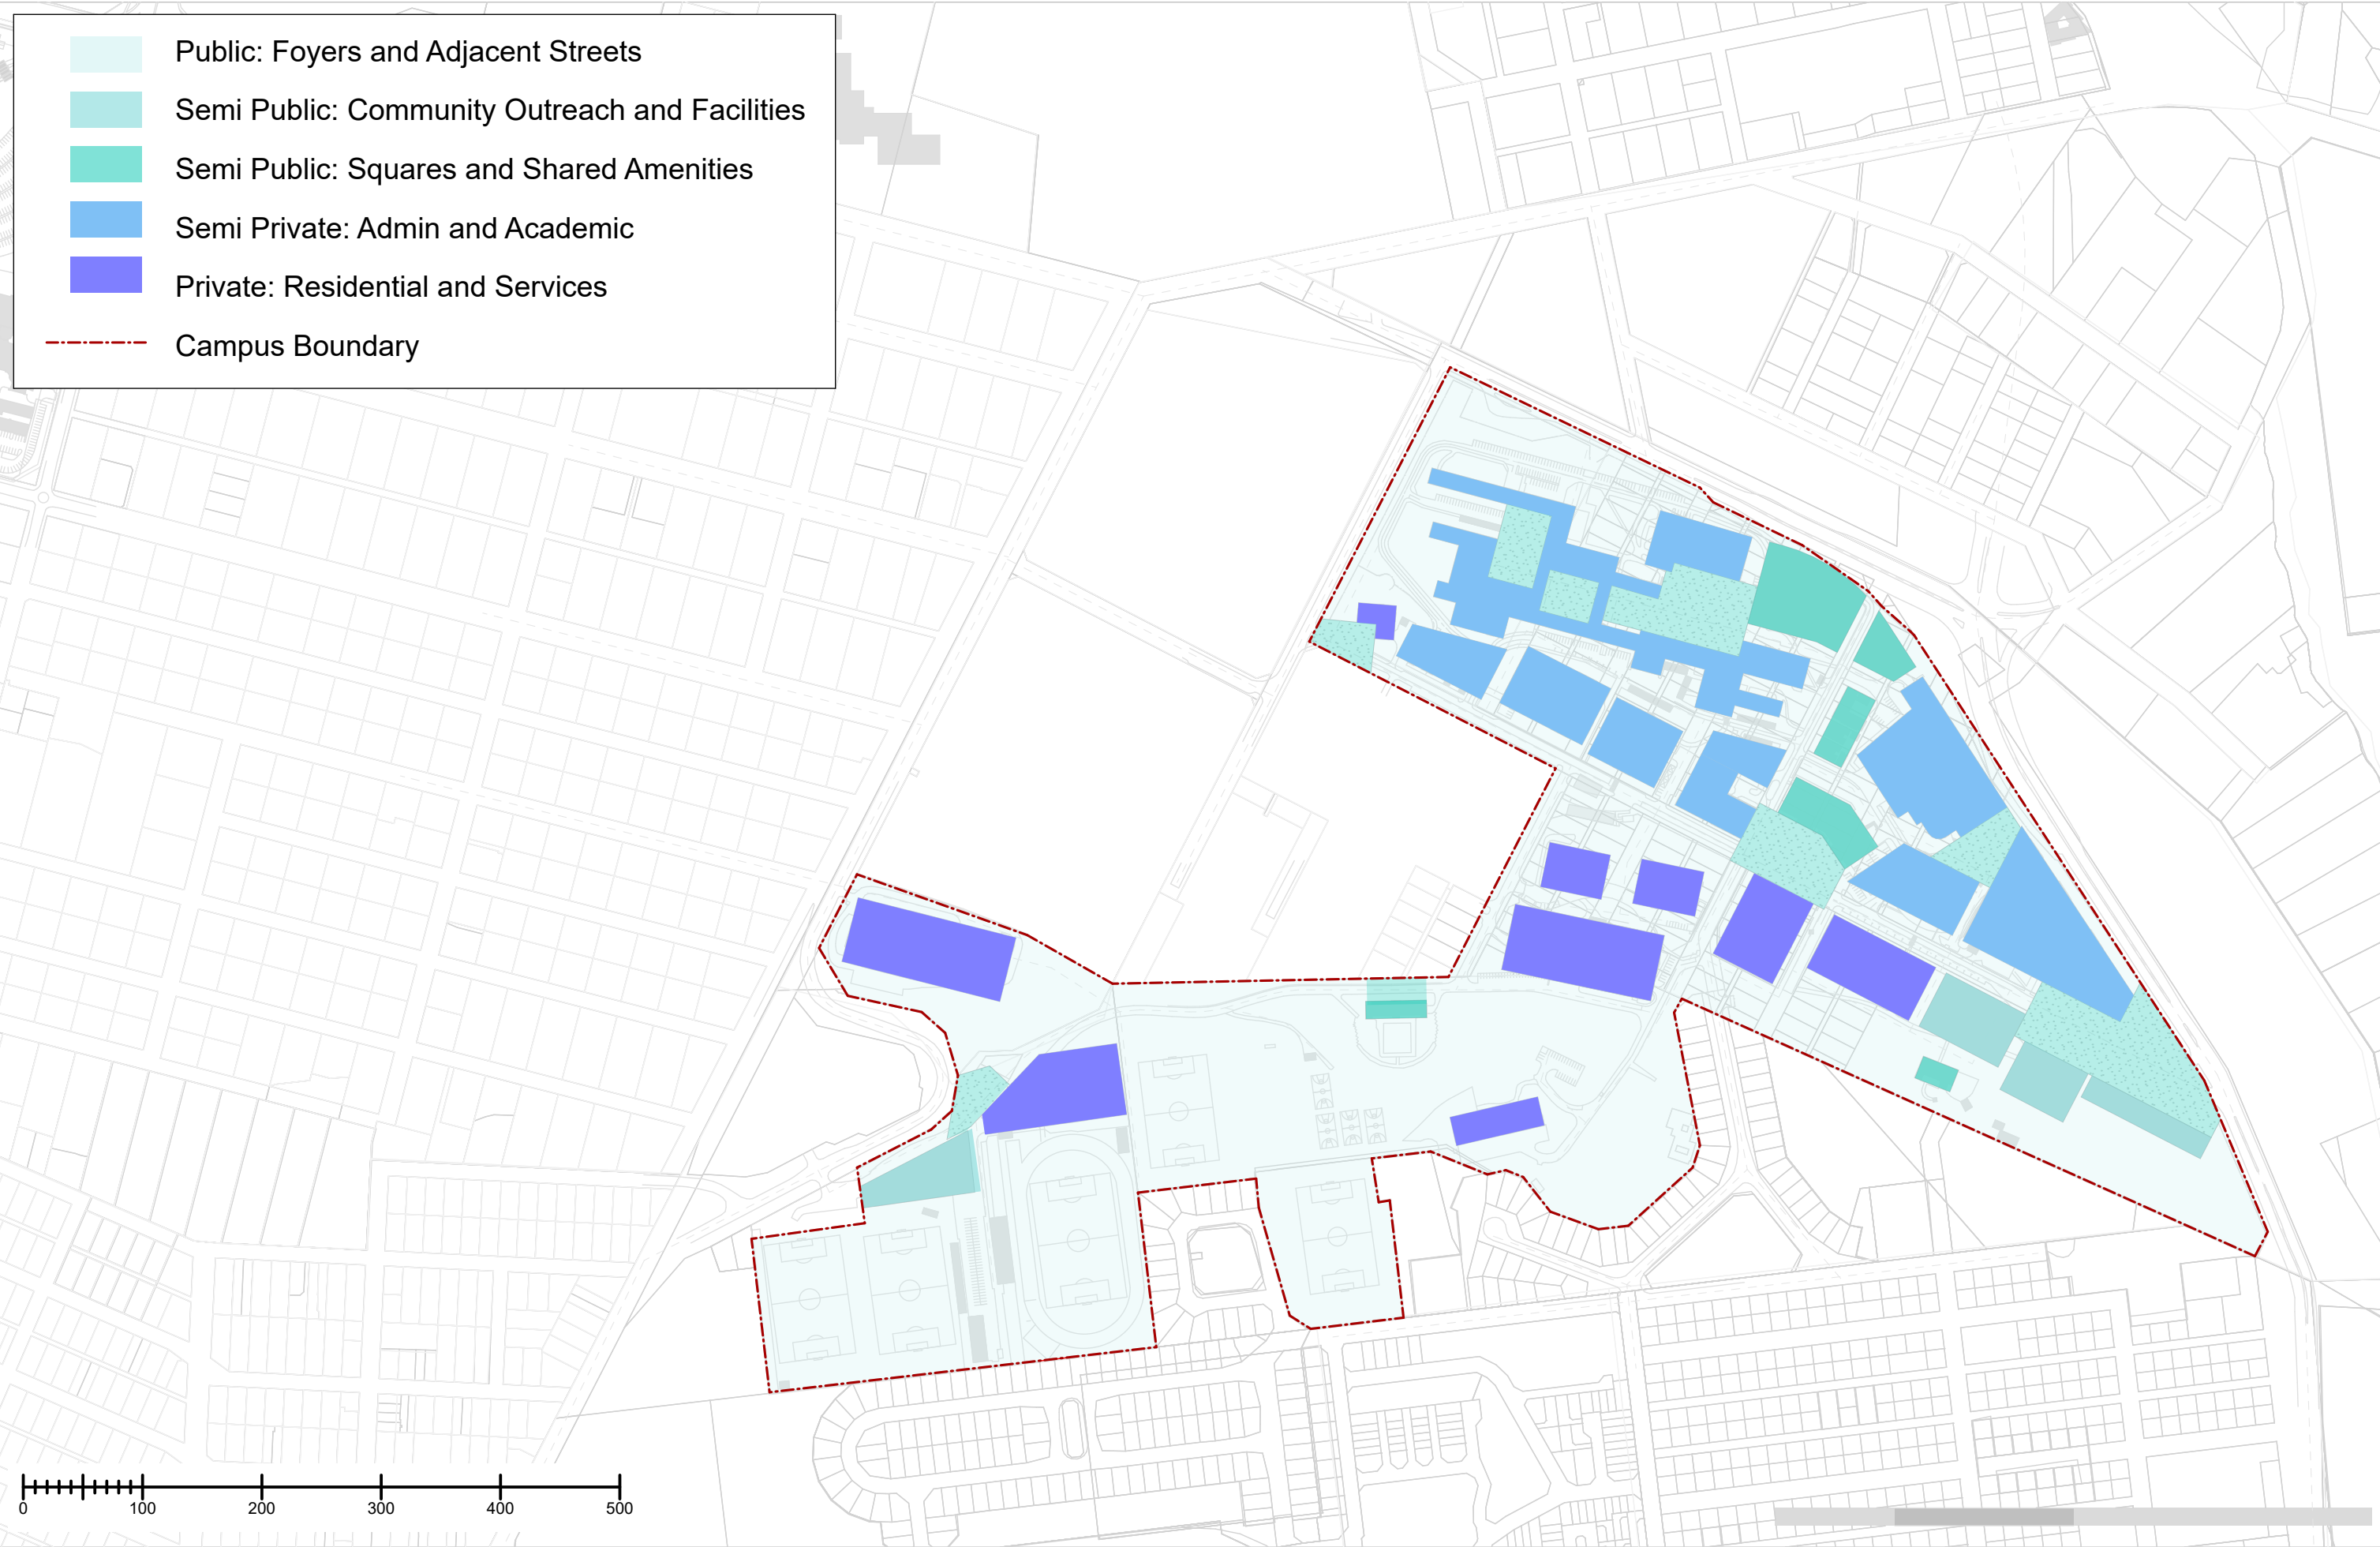 Public: Foyers and Adjacent Streets
Semi Public: Community Outreach and Facilities
Semi Public: Squares and Shared Amenities
Semi Private: Admin and Academic
Private: Residential and Services
Campus Boundary
0 100 200 300 400 500